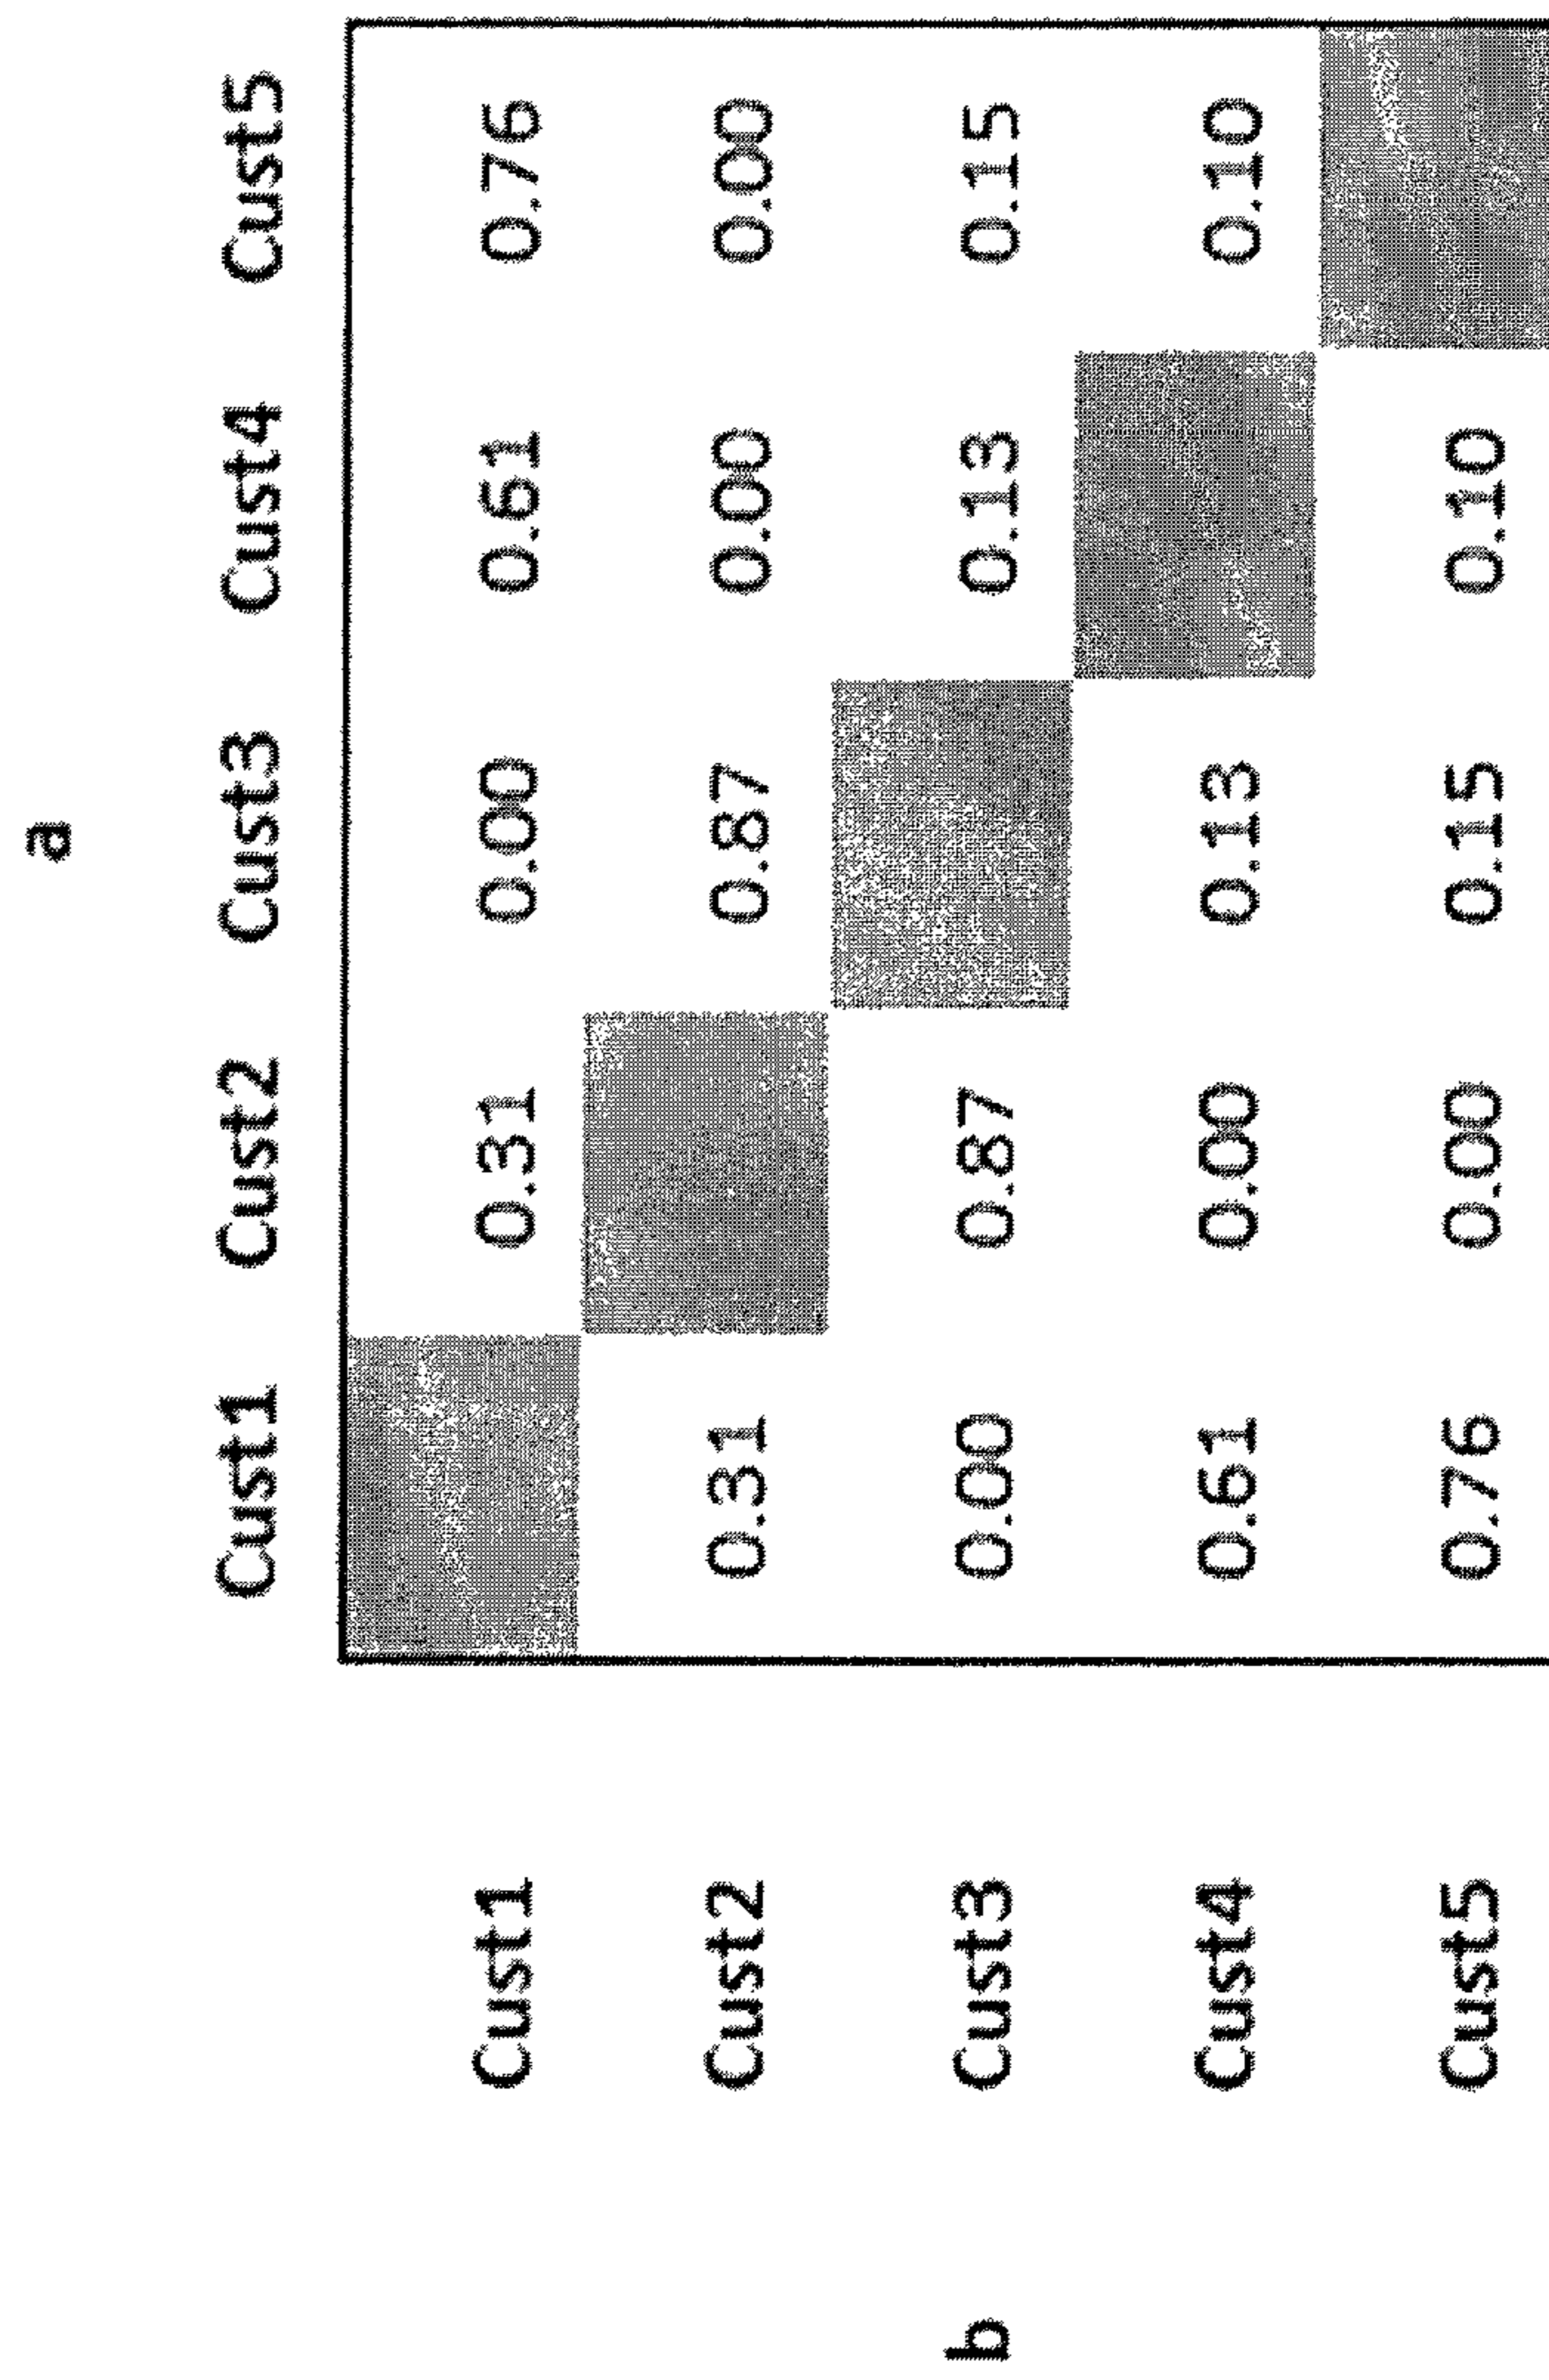 a
Cust1 Cust2 Cust3 Cust4 Cust5
Cust1 0.31 0.00 0.61 0.76
Cust2 0.31 0.87 0.00 0.00
b Cust3 0.00 0.87 0.13 0.15
Cust4 0.61 0.00 0.13 0.10
Cust5 0.76 0.00 0.15 0.10